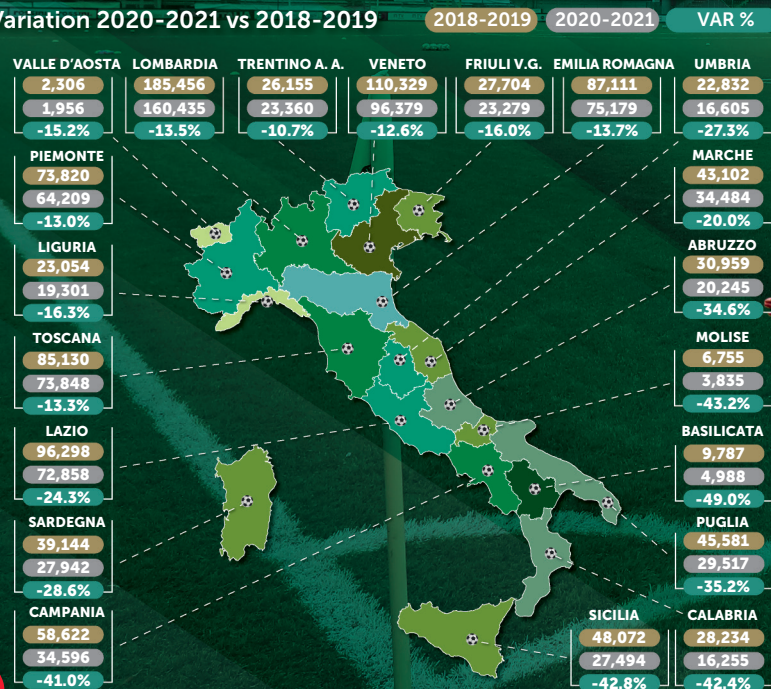 Variation 2020-2021 vs 2018-2019
2018-2019 2020-2021 VAR %
VALLE D'AOSTA
2,306
1,956
-15.2%
LOMBARDIA
185,456
160,435
-13.5%
TRENTINO A. A.
26,155
23,360
-10.7%
VENETO
110,329
96,379
-12.6%
FRIULI V.G.
27,704
23,279
-16.0%
EMILIA ROMAGNA
87,111
75,179
-13.7%
UMBRIA
22,832
16,605
-27.3%
PIEMONTE
73,820
64,209
-13.0%
MARCHE
43,102
34,484
-20.0%
LIGURIA
23,054
19,301
-16.3%
ABRUZZO
30,959
20,245
-34.6%
TOSCANA
85,130
73,848
-13.3%
MOLISE
6,755
3,835
-43.2%
LAZIO
96,298
72,858
-24.3%
BASILICATA
9,787
4,988
-49.0%
SARDEGNA
39,144
27,942
-28.6%
PUGLIA
45,581
29,517
-35.2%
CAMPANIA
58,622
34,596
-41.0%
SICILIA
48,072
27,494
-42.8%
CALABRIA
28,234
16,255
-42.4%